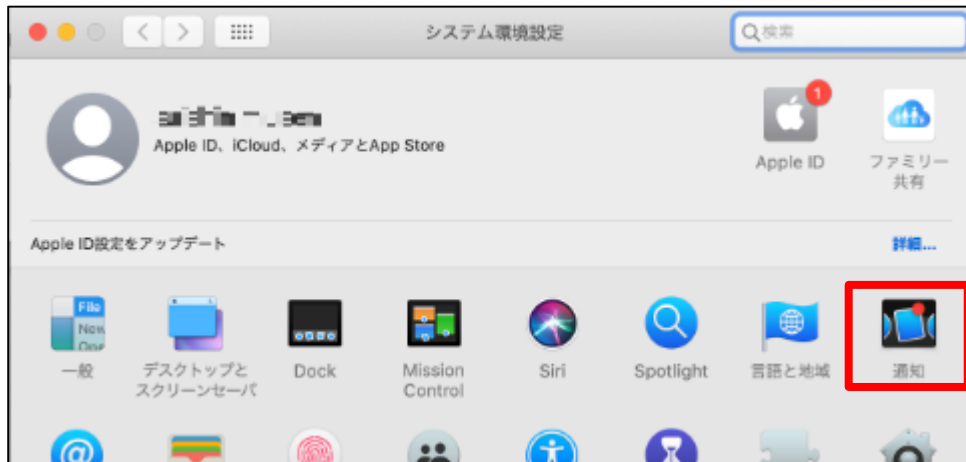 システム環境設定
検索
Apple ID、iCloud、メディアとApp Store
1
Apple ID
ファミリー
共有
Apple ID設定をアップデート
詳細...
File
New
Ope
一般
デスクトップと
スクリーンセーバ
Dock
Mission
Control
Siri
Spotlight
言語と地域
通知